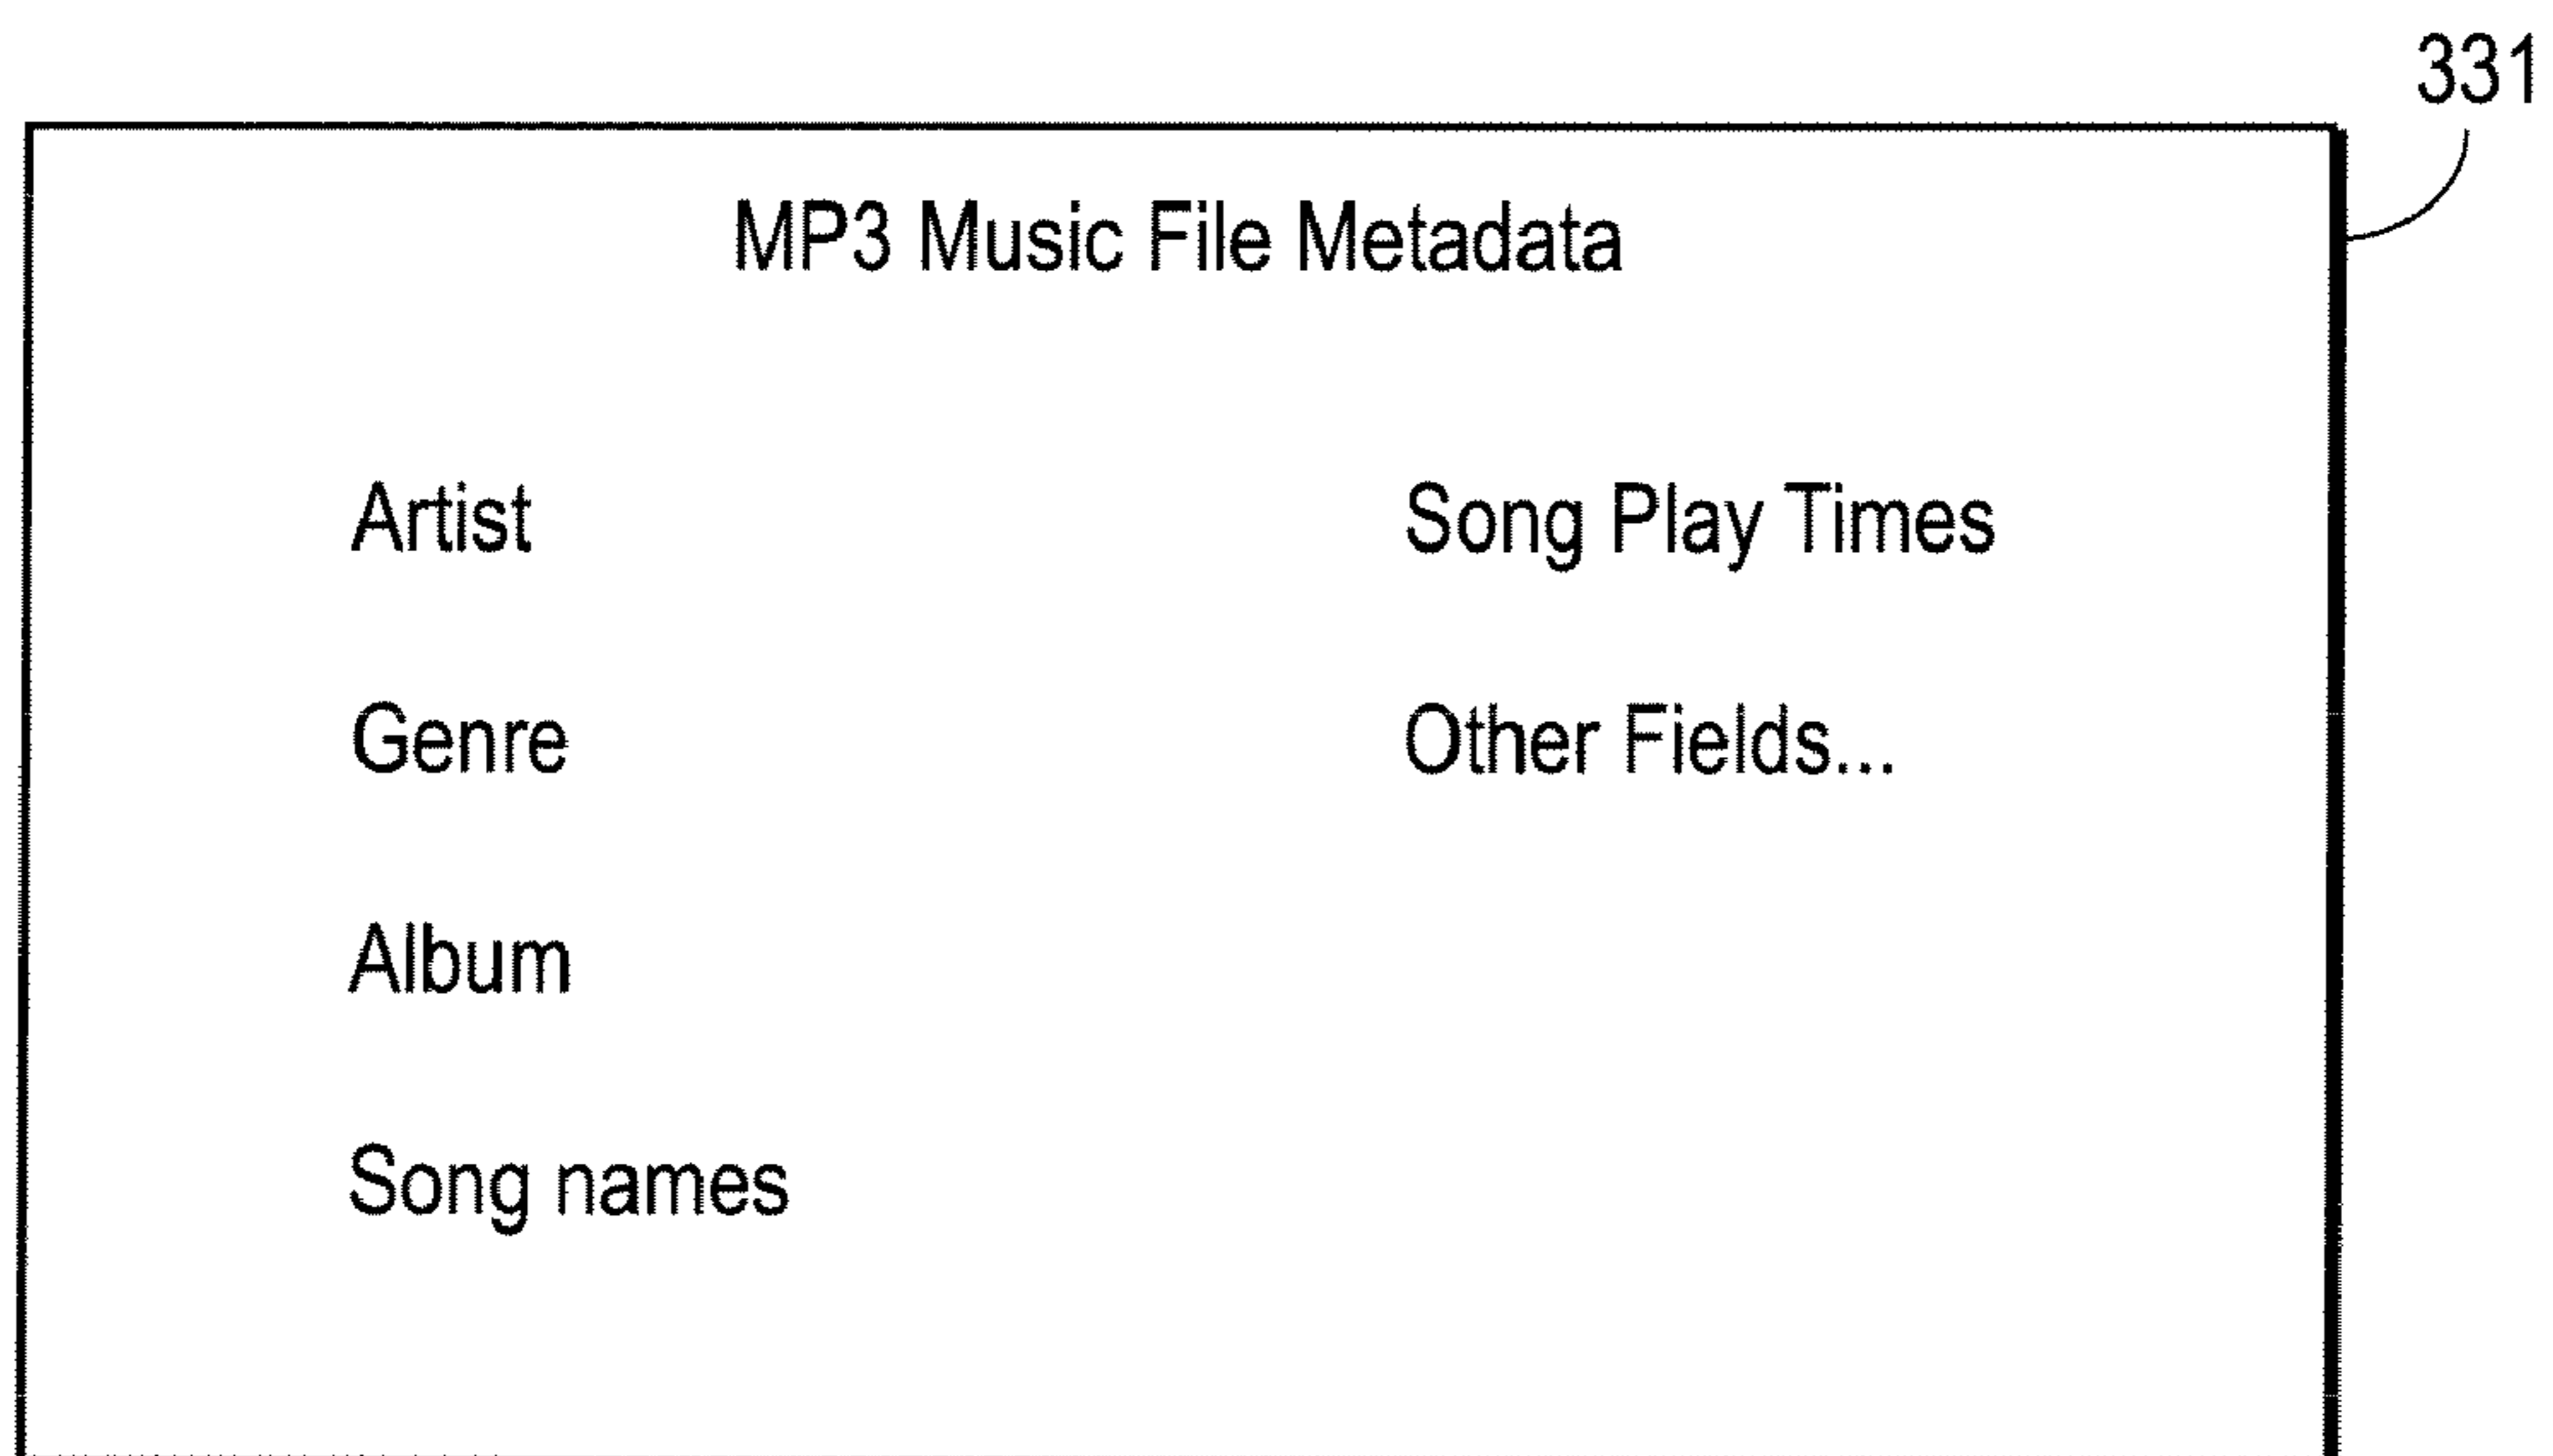 331
MP3 Music File Metadata
Artist
Genre
Album
Song names
Song Play Times
Other Fields...